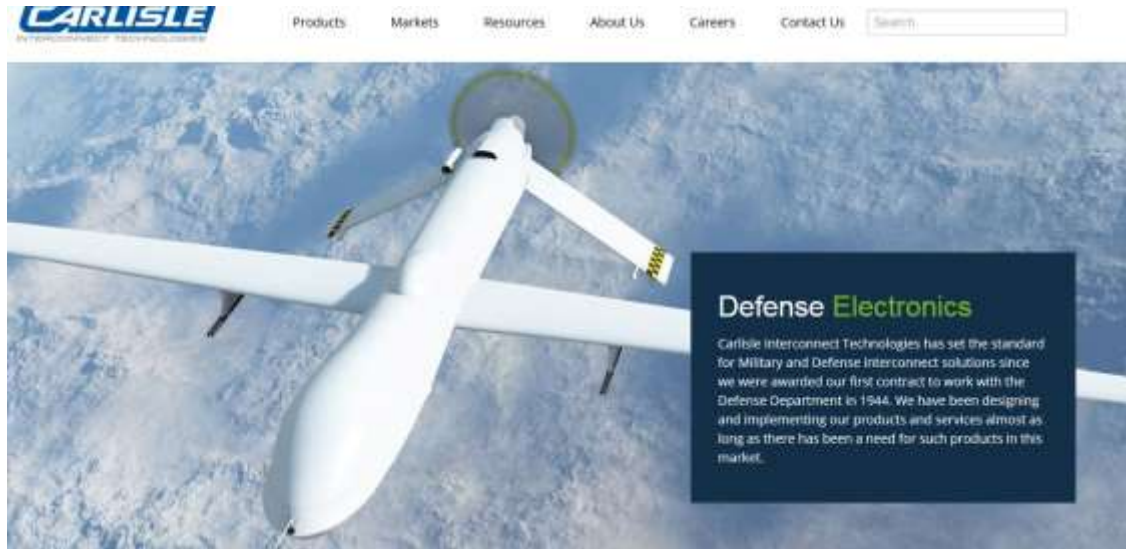 CARLISLE
INTERCONNECT TECHNOLOGIES
Products Markets Resources About Us Careers Contact Us Search
Defense Electronics
Carlisle Interconnect Technologies has set the standard
for Military and Defense interconnect solutions since
we were awarded our first contract to work with the
Defense Department in 1944. We have been designing
and implementing our products and services almost as
long as there has been a need for such products in this
market.